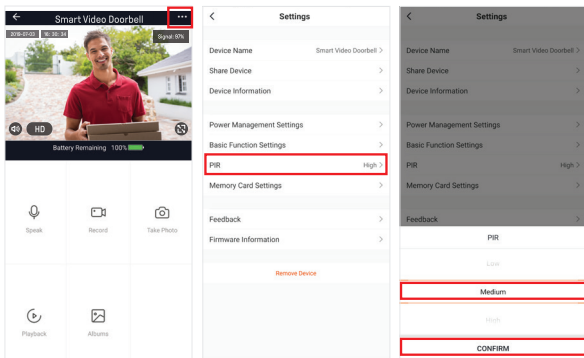 Smart Video Doorbell
2019-07-03 16:30:34
Signal: 97%
HD
Battery Remaining 100%
Speak
Record
Take Photo
Playback
Albums
Settings
Device Name
Smart Video Doorbell
Share Device
Device Information
Power Management Settings
Basic Function Settings
PIR
High
Memory Card Settings
Feedback
Firmware Information
Remove Device
Settings
Device Name
Smart Video Doorbell
Share Device
Device Information
Power Management Settings
Basic Function Settings
PIR
High
Memory Card Settings
Feedback
PIR
Low
Medium
High
CONFIRM